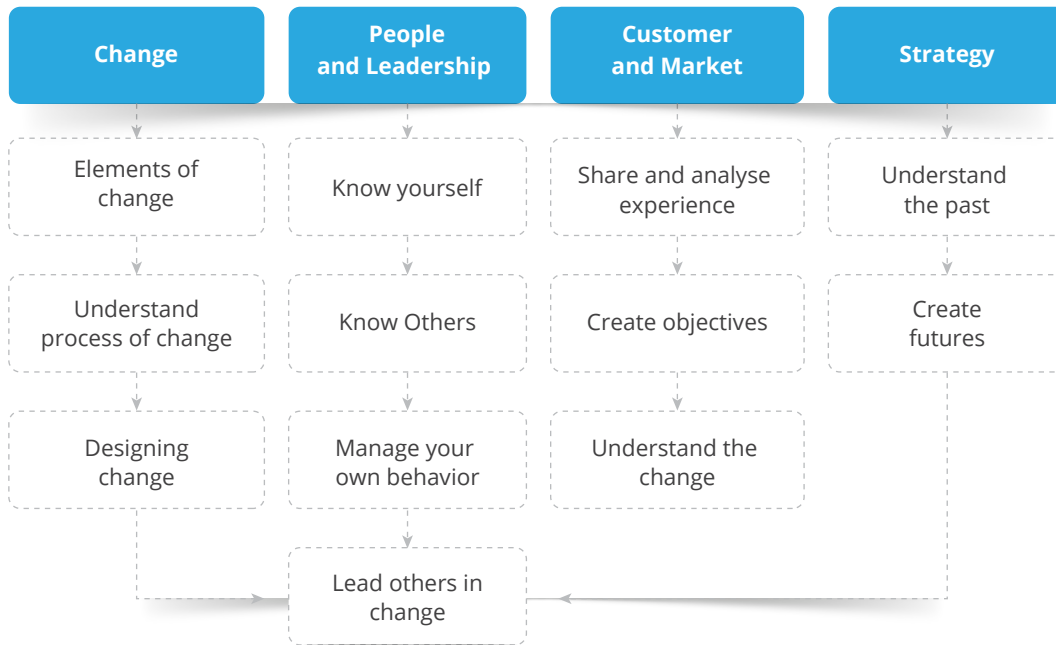 Change
People
and Leadership
Customer
and Market
Strategy
Elements of
change
Know yourself
Share and analyse
experience
Understand
the past
Understand
process of change
Know Others
Create objectives
Create
futures
Designing
change
Manage your
own behavior
Understand the
change
Lead others in
change